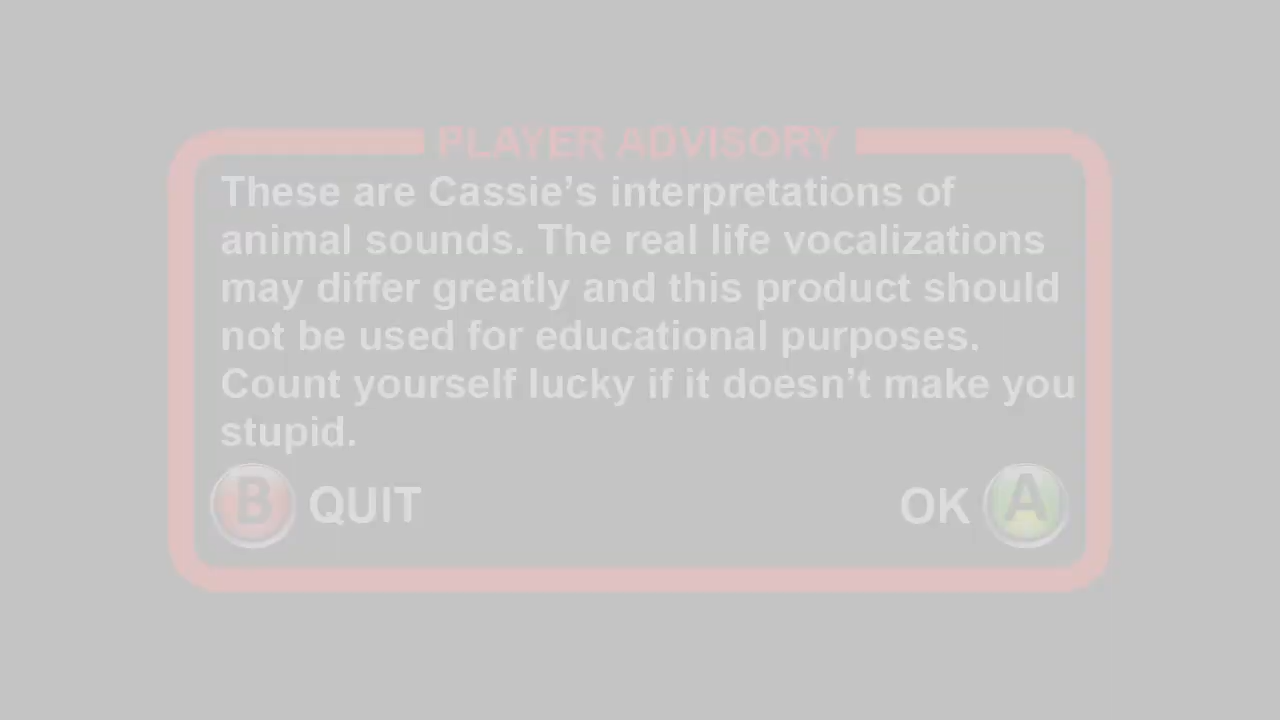 PLAYER ADVISORY
These are Cassie’s interpretations of
animal sounds. The real life vocalizations
may differ greatly and this product should
not be used for educational purposes.
Count yourself lucky if it doesn’t make you
stupid.
B QUIT OK A